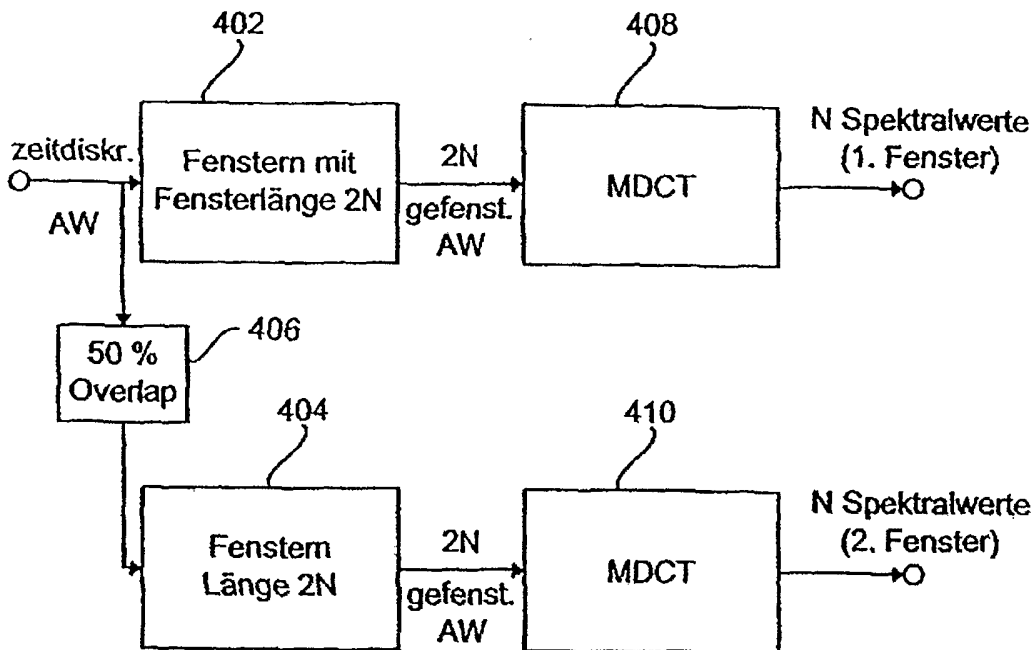 402
408
zeitdiskr.
AW
Fenstern mit
Fensterlänge 2N
2N
gefenst.
AW
MDCT
N Spektralwerte
(1. Fenster)
50 %
Overlap
406
404
410
Fenstern
Länge 2N
2N
gefenst.
AW
MDCT
N Spektralwerte
(2. Fenster)